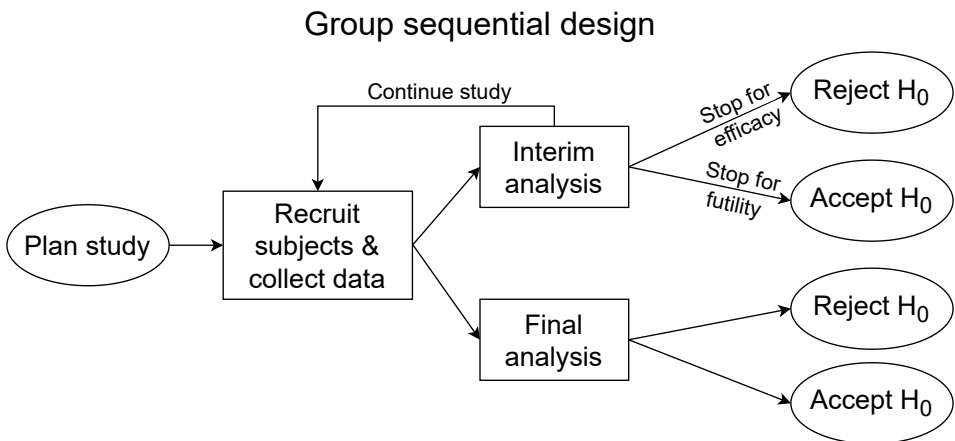 Group sequential design
Continue study
Stop for
efficacy
Reject H0
Interim
analysis
Stop for
futility
Accept H0
Recruit
subjects &
collect data
Plan study
Final
analysis
Reject H0
Accept H0